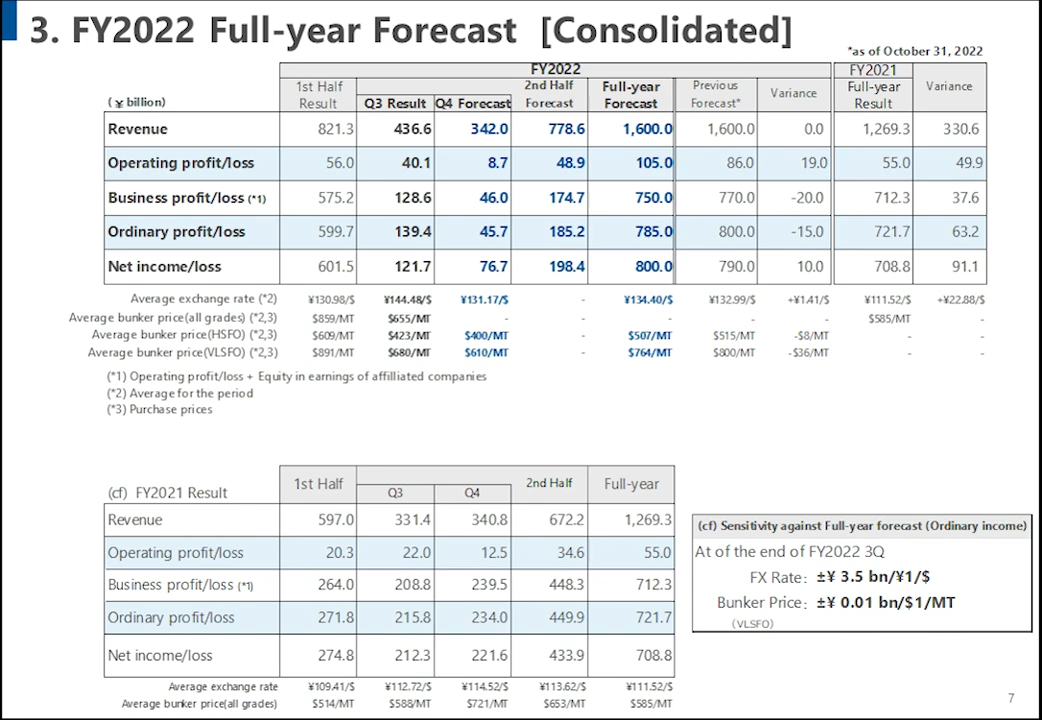 3. FY2022 Full-year Forecast [Consolidated]
*as of October 31, 2022
FY2022 FY2021
(¥billion) 1st Half Result Q3 Result Q4 Forecast 2nd Half Forecast Full-year Forecast Previous Forecast* Variance Full-year Result Variance
Revenue 821.3 436.6 342.0 778.6 1,600.0 1,600.0 0.0 1,269.3 330.6
Operating profit/loss 56.0 40.1 8.7 48.9 105.0 86.0 19.0 55.0 49.9
Business profit/loss (*1) 575.2 128.6 46.0 174.7 750.0 770.0 -20.0 712.3 37.6
Ordinary profit/loss 599.7 139.4 45.7 185.2 785.0 800.0 -15.0 721.7 63.2
Net income/loss 601.5 121.7 76.7 198.4 800.0 790.0 10.0 708.8 91.1
Average exchange rate (*2) ¥130.98/$ ¥144.48/$ ¥131.17/$ - ¥134.40/$ ¥132.99/$ +¥1.41/$ ¥111.52/$ +¥22.88/$
Average bunker price(all grades) (*2,3) $859/MT $655/MT - - - - - $585/MT -
Average bunker price(HSFO) (*2,3) $609/MT $423/MT $400/MT - $507/MT $515/MT -$8/MT - -
Average bunker price(VLSFO) (*2,3) $891/MT $680/MT $610/MT - $764/MT $800/MT -$36/MT - -
(*1) Operating profit/loss + Equity in earnings of affilliated companies
(*2) Average for the period
(*3) Purchase prices
(cf) FY2021 Result 1st Half Q3 Q4 2nd Half Full-year
Revenue 597.0 331.4 340.8 672.2 1,269.3
Operating profit/loss 20.3 22.0 12.5 34.6 55.0
Business profit/loss (*1) 264.0 208.8 239.5 448.3 712.3
Ordinary profit/loss 271.8 215.8 234.0 449.9 721.7
Net income/loss 274.8 212.3 221.6 433.9 708.8
Average exchange rate ¥109.41/$ ¥112.72/$ ¥114.52/$ ¥113.62/$ ¥111.52/$
Average bunker price(all grades) $514/MT $588/MT $721/MT $653/MT $585/MT
(cf) Sensitivity against Full-year forecast (Ordinary income)
At of the end of FY2022 3Q
FX Rate: ±¥ 3.5 bn/¥1/$
Bunker Price: ±¥ 0.01 bn/$1/MT
(VLSFO)
7